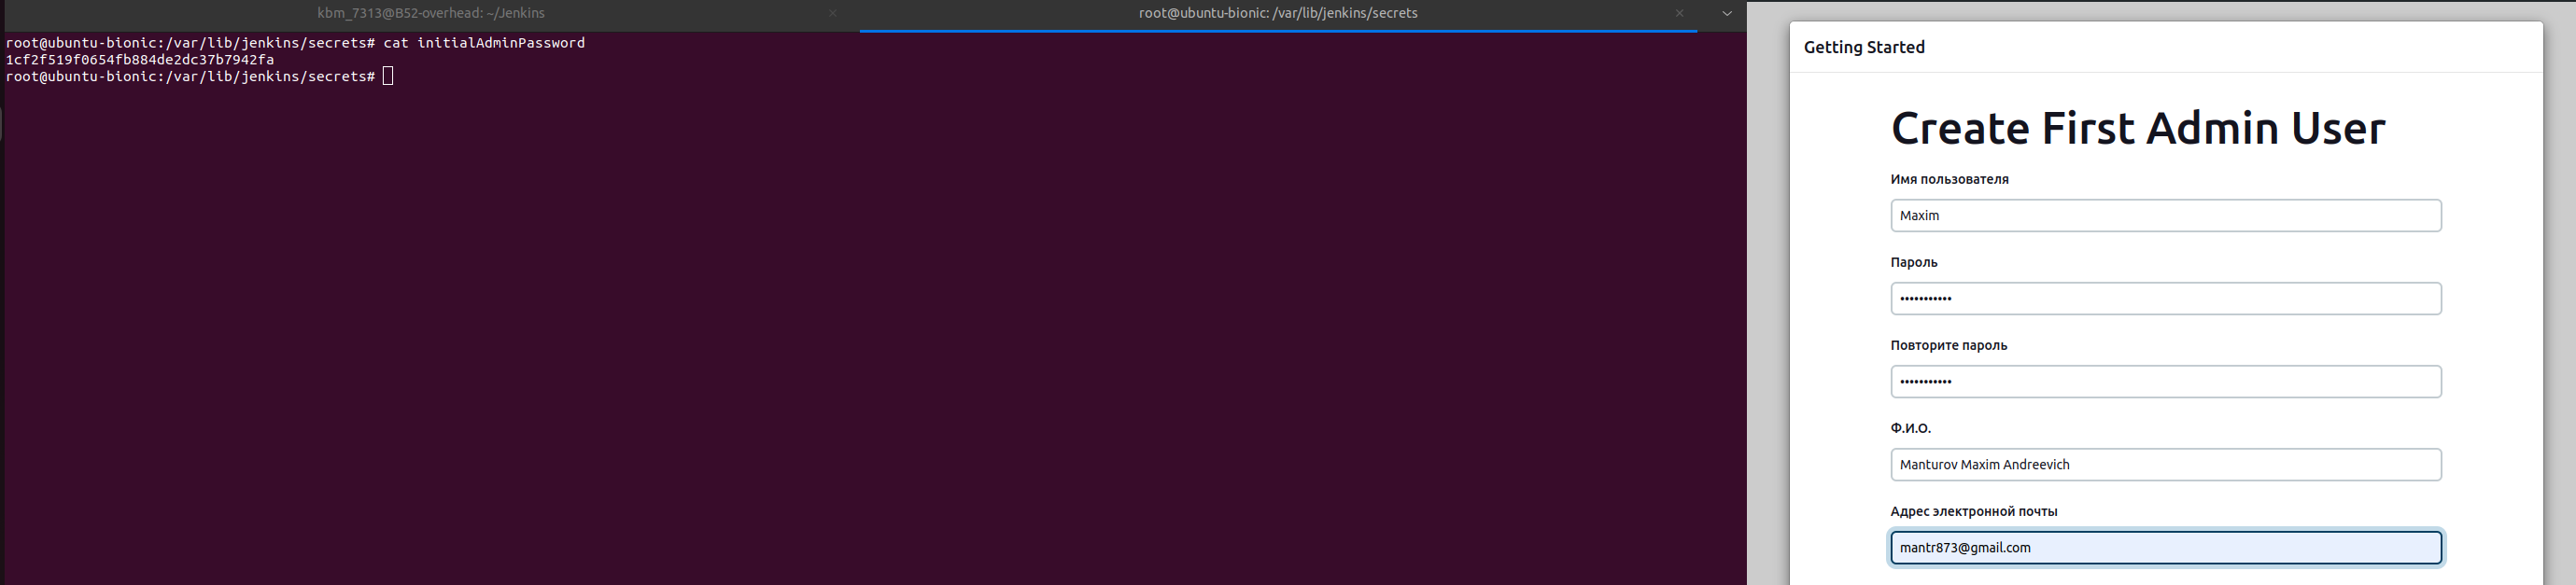 kbm_7313@B52-overhead: ~/Jenkins
root@ubuntu-bionic: /var/lib/jenkins/secrets
root@ubuntu-bionic:/var/lib/jenkins/secrets# cat initialAdminPassword
1cf2f519f0654fb884de2dc37b7942fa
root@ubuntu-bionic:/var/lib/jenkins/secrets#
Getting Started
Create First Admin User
Имя пользователя
Maxim
Пароль
•••••••••••
Повторите пароль
•••••••••••
Ф.И.О.
Manturov Maxim Andreevich
Адрес электронной почты
mantr873@gmail.com